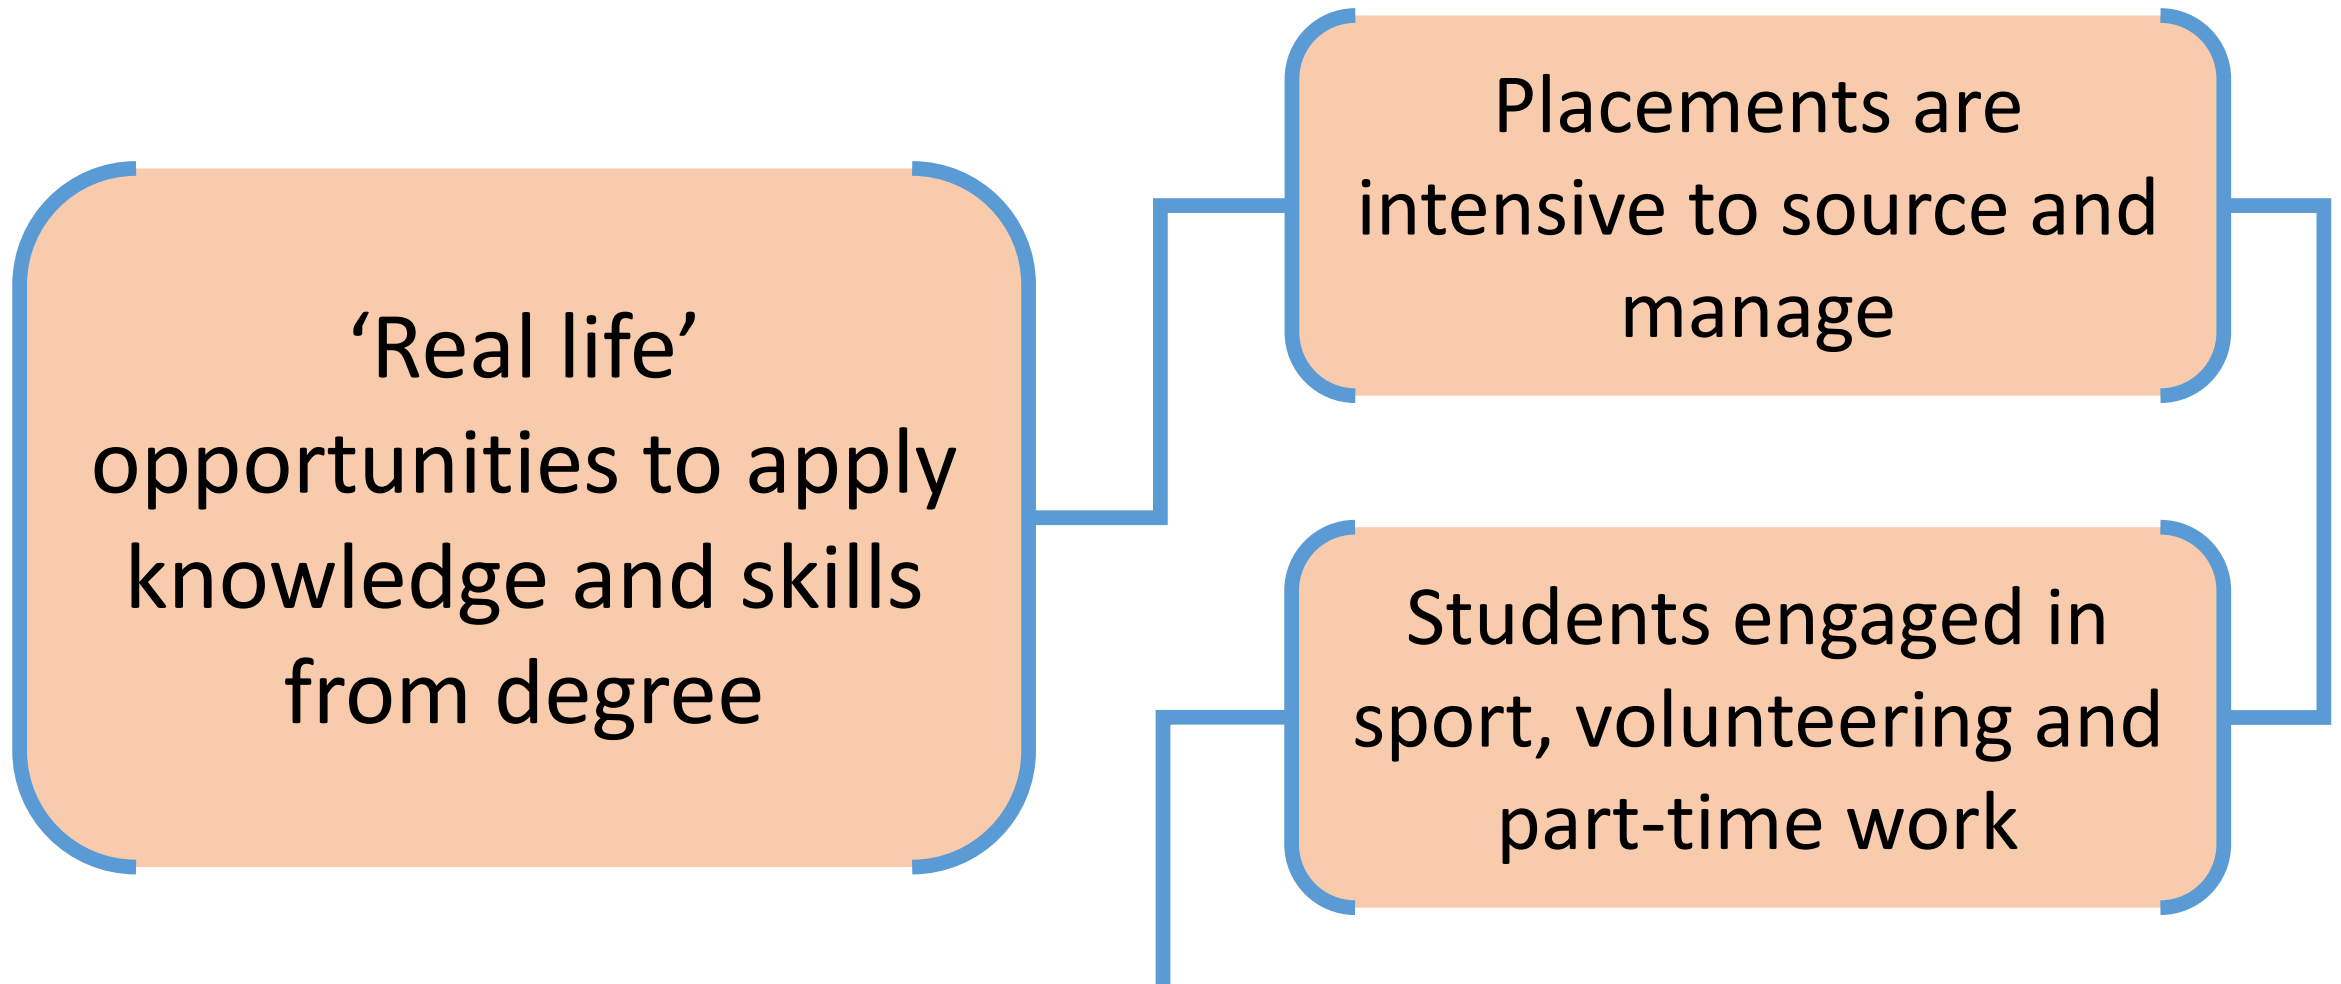 ‘Real life’
opportunities to apply
knowledge and skills
from degree
Placements are
intensive to source and
manage
Students engaged in
sport, volunteering and
part-time work